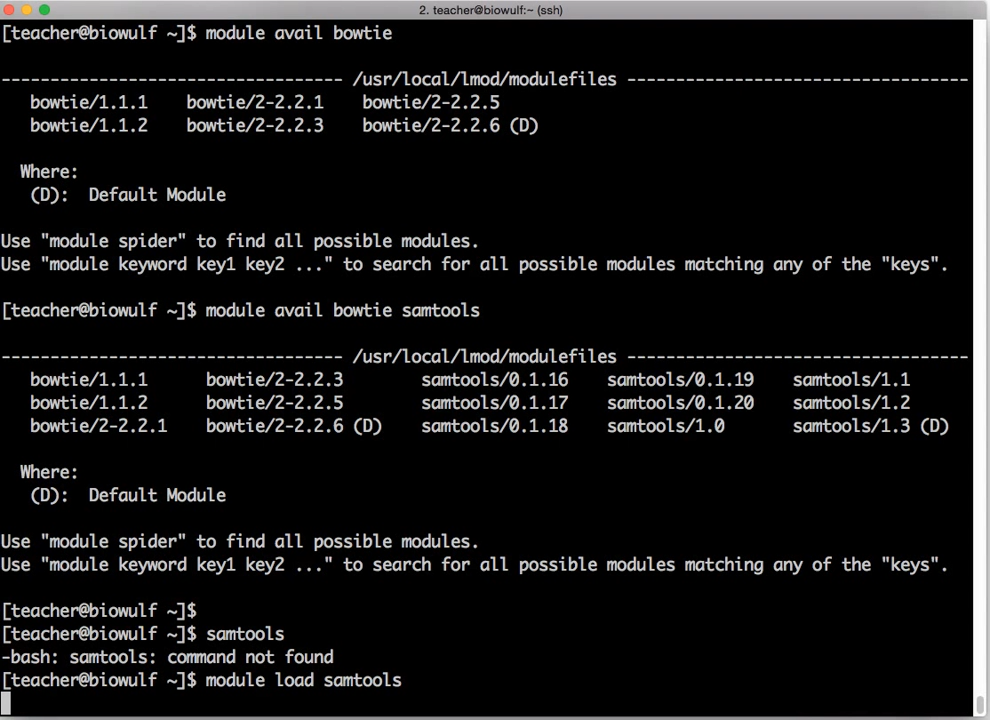 2. teacher@biowulf:~ (ssh)
[teacher@biowulf ~]$ module avail bowtie
--------------------------------- /usr/local/lmod/modulefiles -----------------------------------
bowtie/1.1.1    bowtie/2-2.2.1    bowtie/2-2.2.5
bowtie/1.1.2    bowtie/2-2.2.3    bowtie/2-2.2.6 (D)
Where:
(D):  Default Module
Use "module spider" to find all possible modules.
Use "module keyword key1 key2 ..." to search for all possible modules matching any of the "keys".
[teacher@biowulf ~]$ module avail bowtie samtools
--------------------------------- /usr/local/lmod/modulefiles -----------------------------------
bowtie/1.1.1      bowtie/2-2.2.3        samtools/0.1.16    samtools/0.1.19    samtools/1.1
bowtie/1.1.2      bowtie/2-2.2.5        samtools/0.1.17    samtools/0.1.20    samtools/1.2
bowtie/2-2.2.1    bowtie/2-2.2.6 (D)    samtools/0.1.18    samtools/1.0       samtools/1.3 (D)
Where:
(D):  Default Module
Use "module spider" to find all possible modules.
Use "module keyword key1 key2 ..." to search for all possible modules matching any of the "keys".
[teacher@biowulf ~]$
[teacher@biowulf ~]$ samtools
-bash: samtools: command not found
[teacher@biowulf ~]$ module load samtools